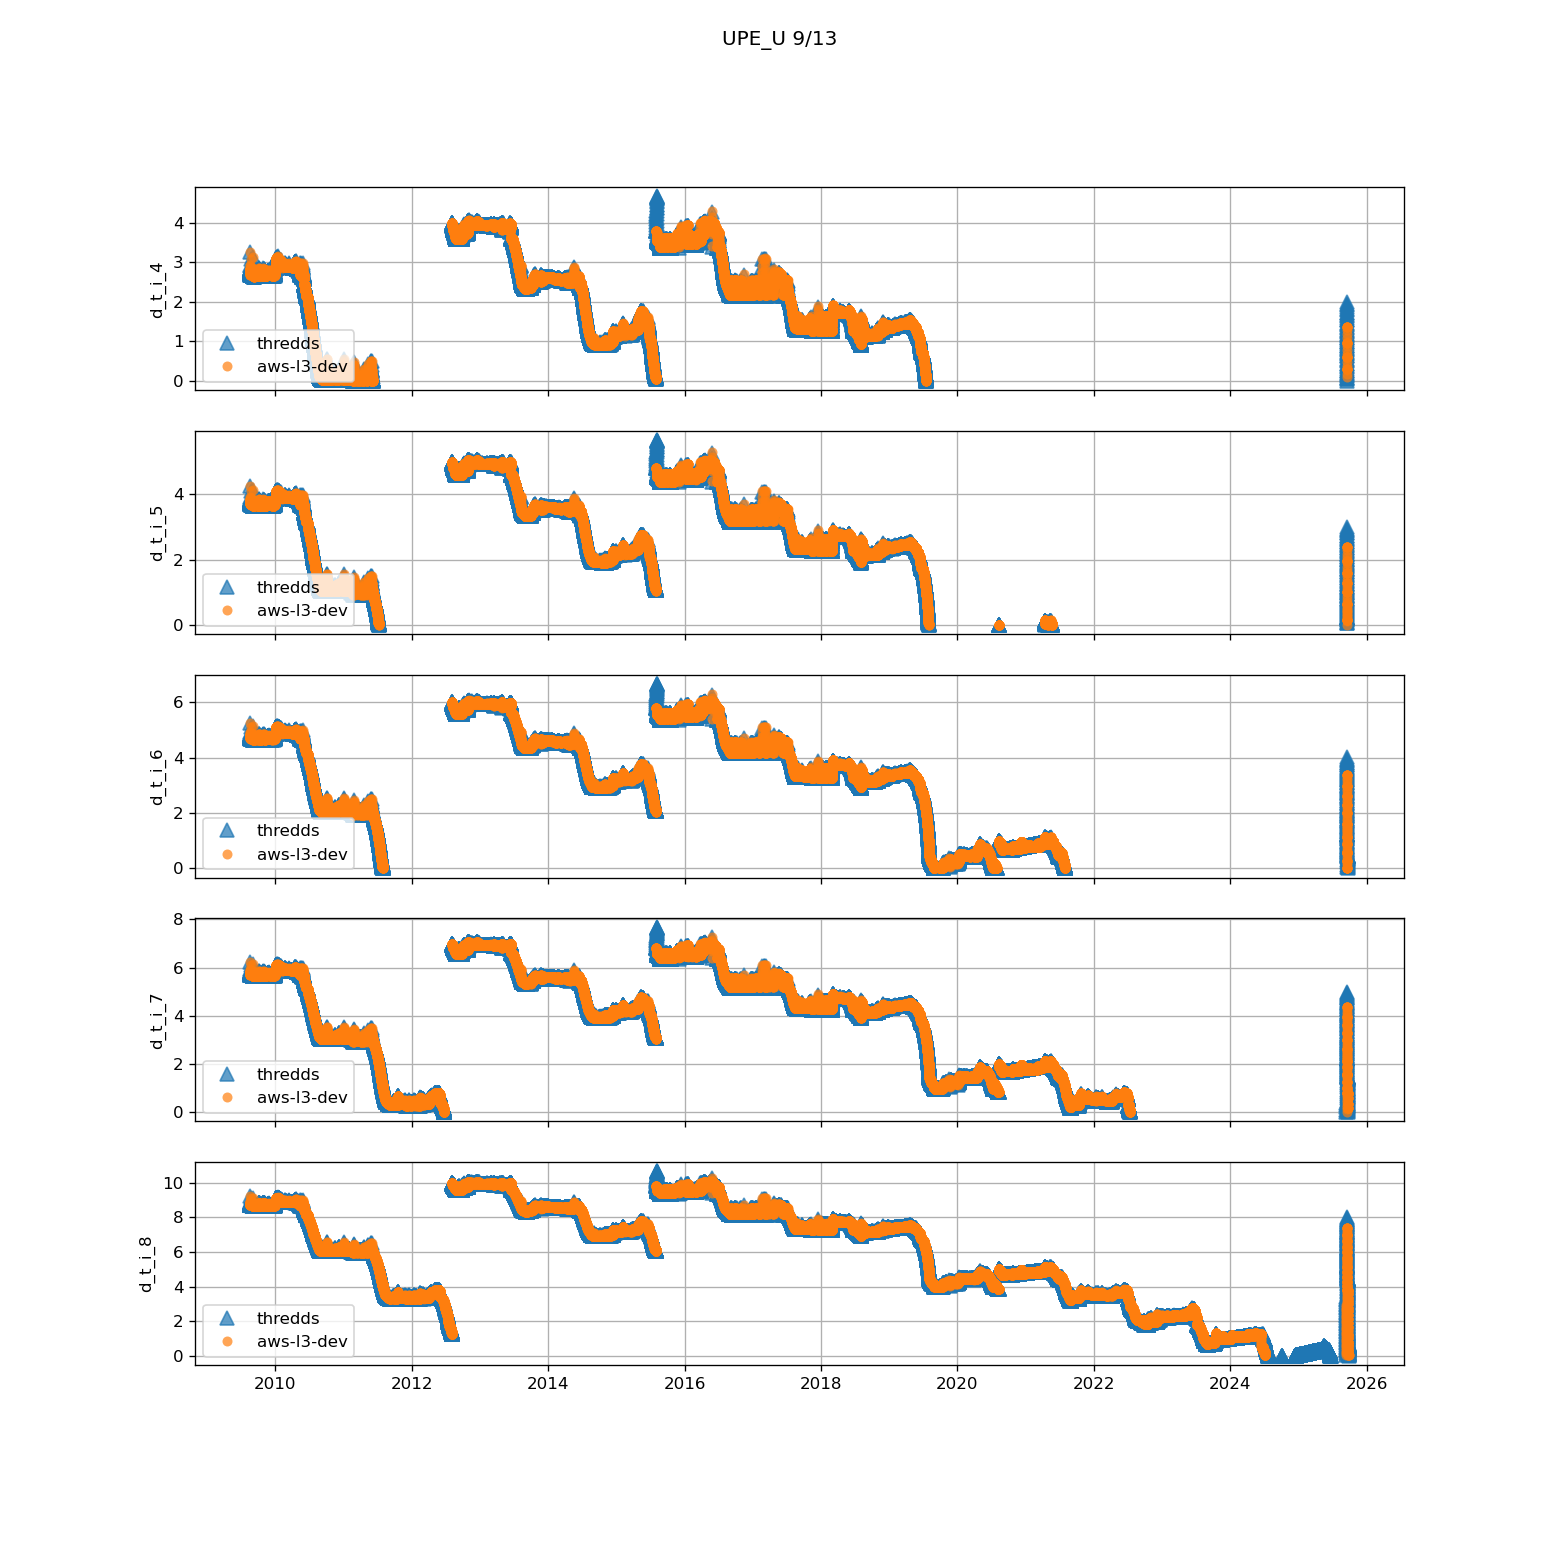 UPE_U 9/13
4
3
2
1
0
d_t_i_4
thredds
aws-l3-dev
4
2
0
d_t_i_5
thredds
aws-l3-dev
6
4
2
0
d_t_i_6
thredds
aws-l3-dev
8
6
4
2
0
d_t_i_7
thredds
aws-l3-dev
10
8
6
4
2
0
d_t_i_8
thredds
aws-l3-dev
2010 2012 2014 2016 2018 2020 2022 2024 2026